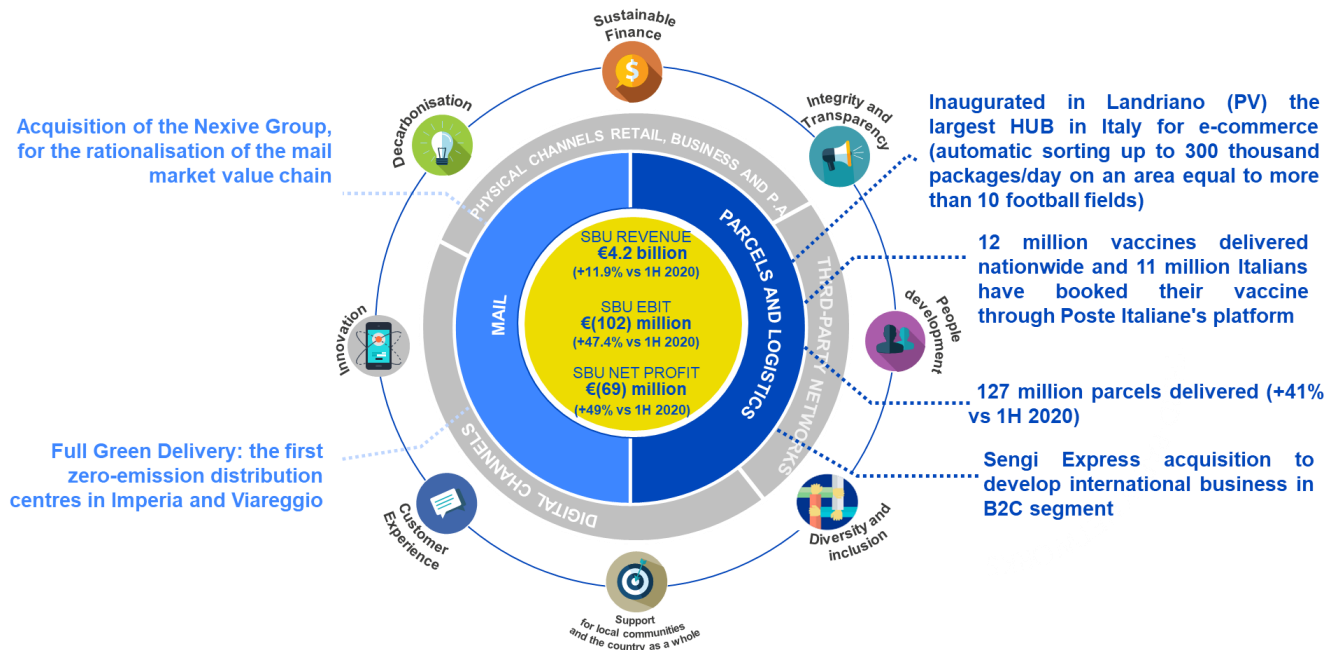 Sustainable
Finance
Decarbonisation
Integrity and
Transparency
Acquisition of the Nexive Group,
for the rationalisation of the mail
market value chain
Inaugurated in Landriano (PV) the
largest HUB in Italy for e-commerce
(automatic sorting up to 300 thousand
packages/day on an area equal to more
than 10 football fields)
PHYSICAL CHANNELS RETAIL, BUSINESS AND P.A
MAIL
PARCELS AND LOGISTICS
THIRD-PARTY NETWORKS
DIGITAL CHANNELS
SBU REVENUE
€4.2 billion
(+11.9% vs 1H 2020)
SBU EBIT
€(102) million
(+47.4% vs 1H 2020)
SBU NET PROFIT
€(69) million
(+49% vs 1H 2020)
12 million vaccines delivered
nationwide and 11 million Italians
have booked their vaccine
through Poste Italiane's platform
Innovation
People
development
127 million parcels delivered (+41%
vs 1H 2020)
Full Green Delivery: the first
zero-emission distribution
centres in Imperia and Viareggio
Sengi Express acquisition to
develop international business in
B2C segment
Customer
Experience
Diversity and
inclusion
Support
for local communities
and the country as a whole